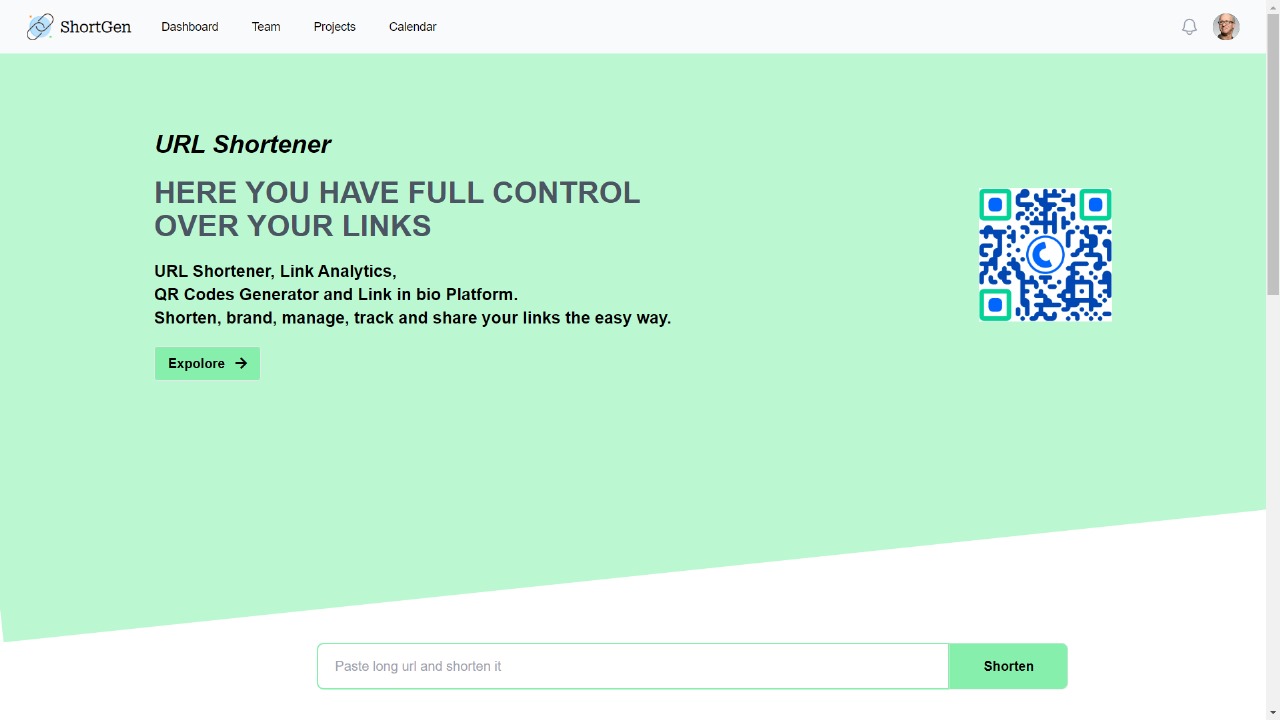 ShortGen
Dashboard
Team
Projects
Calendar
URL Shortener
HERE YOU HAVE FULL CONTROL
OVER YOUR LINKS
URL Shortener, Link Analytics,
QR Codes Generator and Link in bio Platform.
Shorten, brand, manage, track and share your links the easy way.
Expolore
Paste long url and shorten it
Shorten